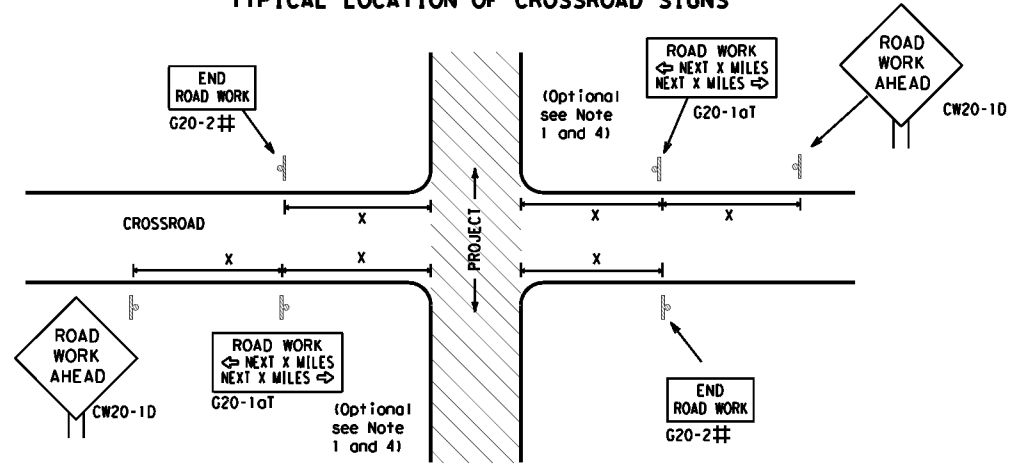 TYPICAL LOCATION OF CROSSROAD SIGNS
END
ROAD WORK
G20-2#
ROAD WORK
⇦ NEXT X MILES
NEXT X MILES ⇨
G20-1aT
(Optional
see Note
1 and 4)
ROAD
WORK
AHEAD
CW20-1D
CROSSROAD
X
X
X
PROJECT
X
X
X
ROAD
WORK
AHEAD
CW20-1D
ROAD WORK
⇦ NEXT X MILES
NEXT X MILES ⇨
G20-1aT
(Optional
see Note
1 and 4)
END
ROAD WORK
G20-2#